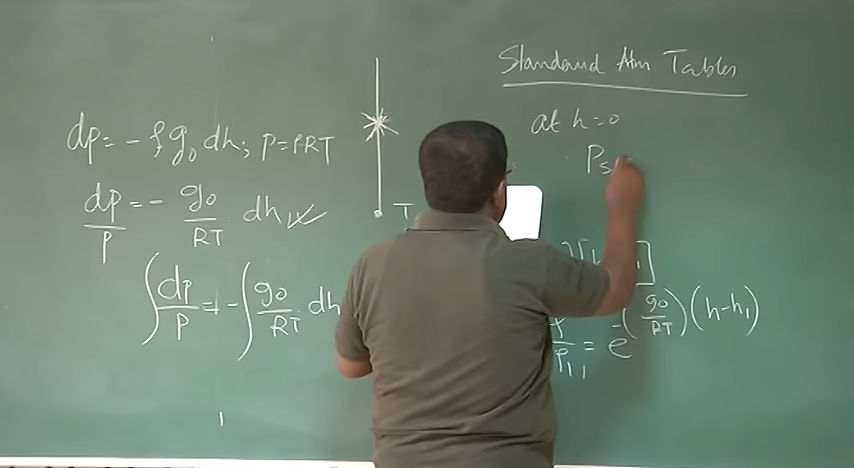 Standard Atm Tables
at h=0
Ps
dp = - ρ g₀ dh; P=ρRT
dp/P = - g₀/RT dh
∫ dp/P = - ∫ g₀/RT dh
T
= e^-(g₀/RT)(h-h₁)